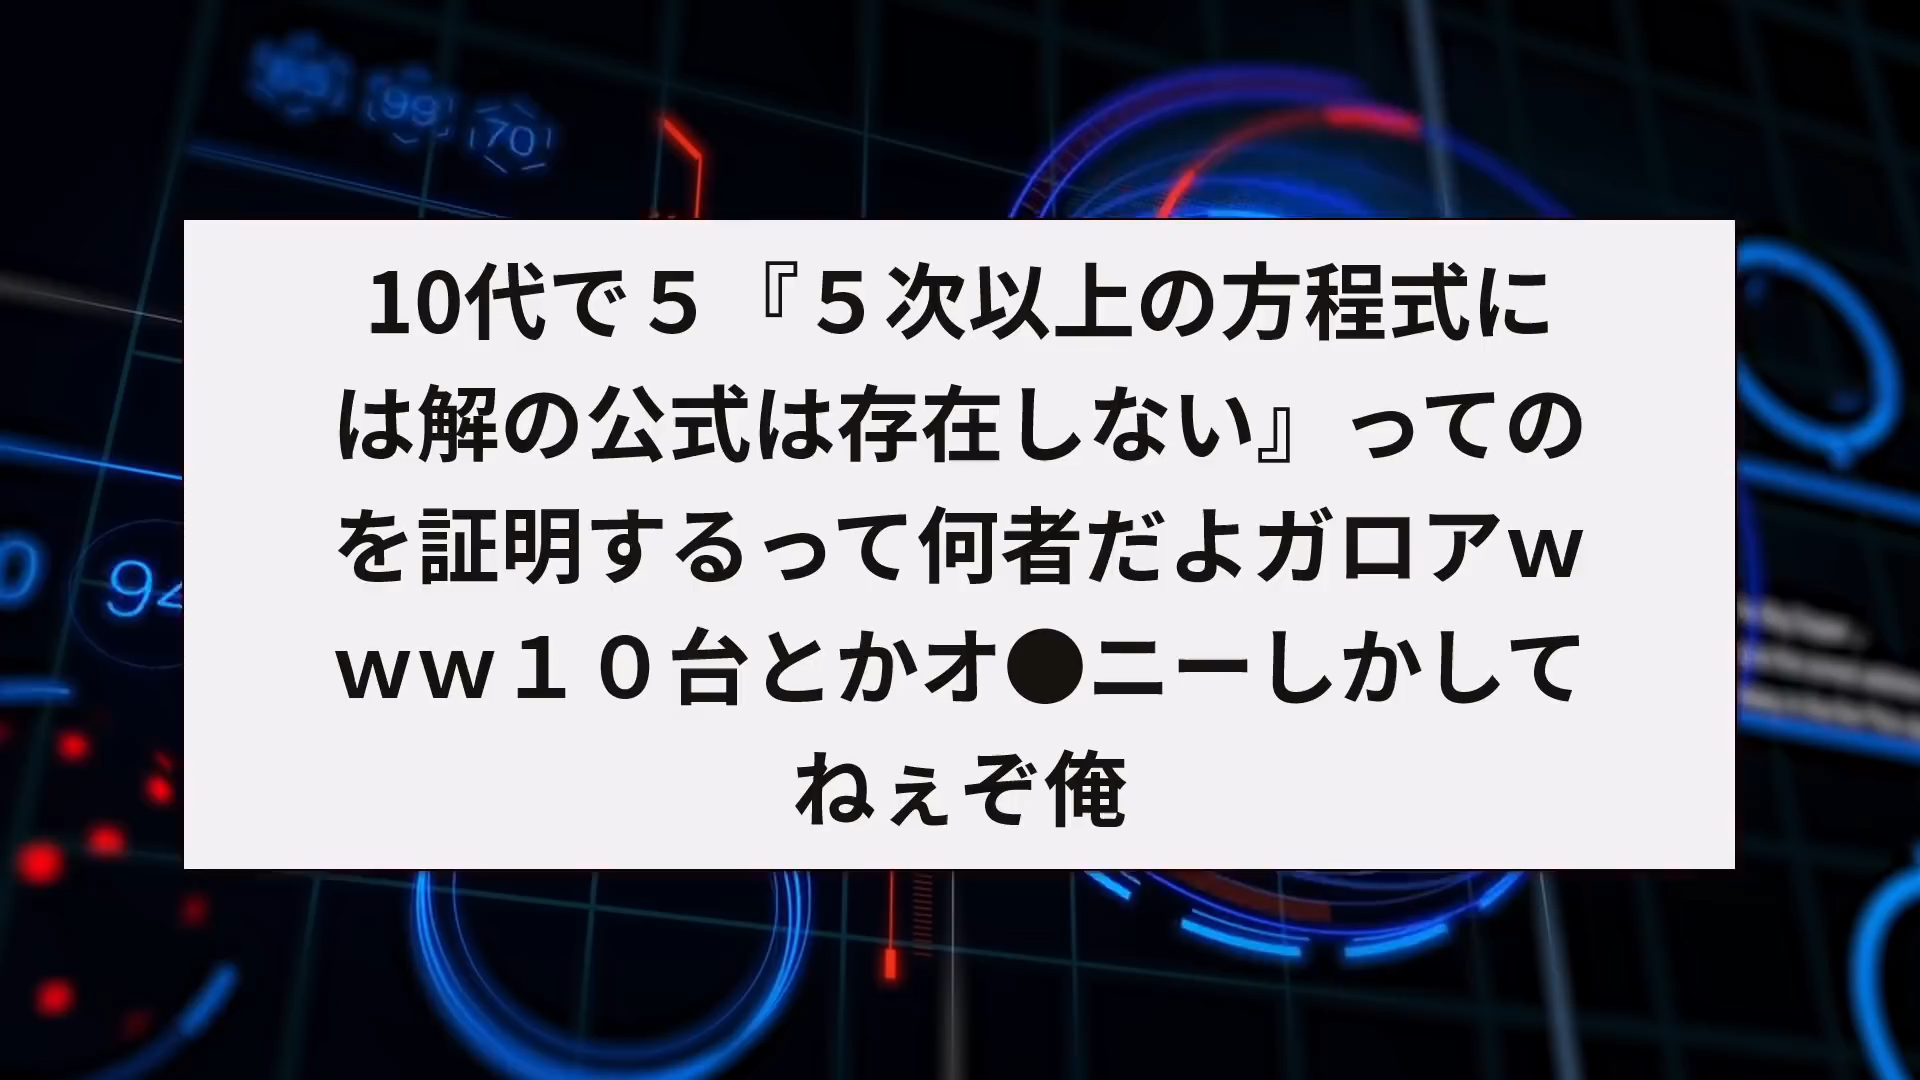 99
70
94
10代で５『５次以上の方程式に
は解の公式は存在しない』っての
を証明するって何者だよガロアｗ
ｗｗ１０台とかオ●ニーしかして
ねぇぞ俺